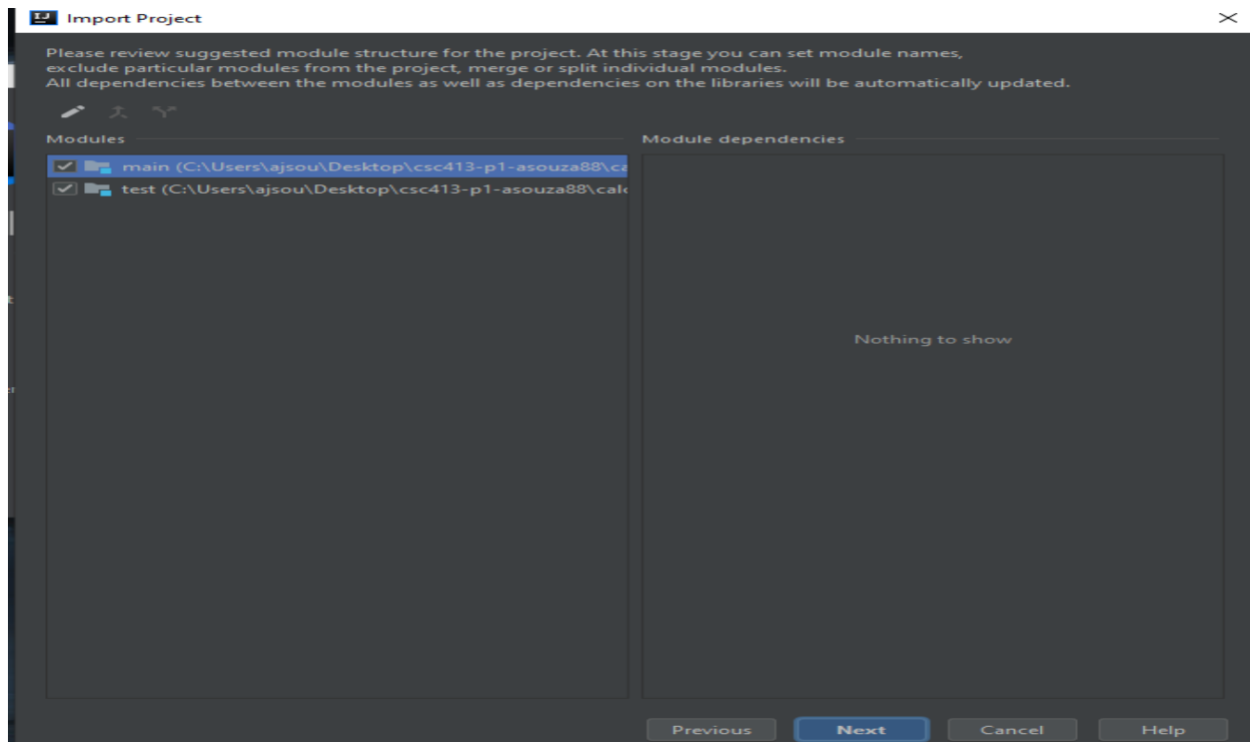 Import Project
Please review suggested module structure for the project. At this stage you can set module names,
exclude particular modules from the project, merge or split individual modules.
All dependencies between the modules as well as dependencies on the libraries will be automatically updated.
Modules
Module dependencies
main (C:\Users\ajsou\Desktop\csc413-p1-asouza88\ca
test (C:\Users\ajsou\Desktop\csc413-p1-asouza88\calc
Nothing to show
Previous
Next
Cancel
Help